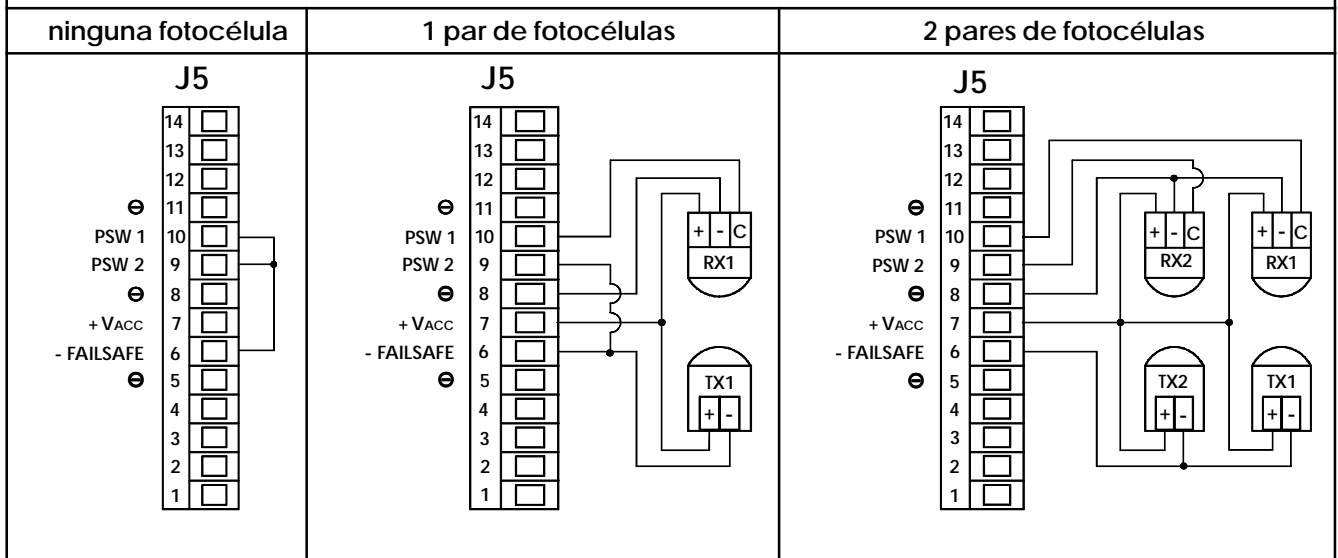 ninguna fotocélula
1 par de fotocélulas
2 pares de fotocélulas
J5
14
13
12
⊖ 11
PSW 1 10
PSW 2 9
⊖ 8
+ VACC 7
- FAILSAFE 6
⊖ 5
4
3
2
1
J5
14
13
12
⊖ 11
PSW 1 10
PSW 2 9
⊖ 8
+ VACC 7
- FAILSAFE 6
⊖ 5
4
3
2
1
+ - C
RX1
TX1
+ -
J5
14
13
12
⊖ 11
PSW 1 10
PSW 2 9
⊖ 8
+ VACC 7
- FAILSAFE 6
⊖ 5
4
3
2
1
+ - C
RX2
+ - C
RX1
TX2
+ -
TX1
+ -